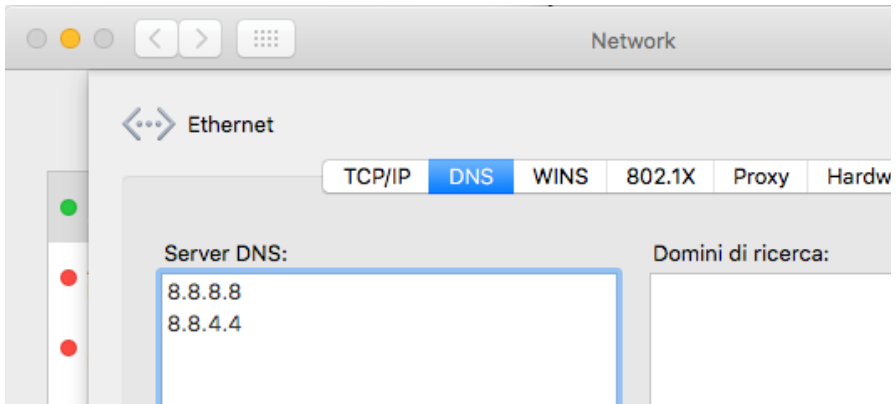 Network
Ethernet
TCP/IP DNS WINS 802.1X Proxy Hardw
Server DNS: Domini di ricerca:
8.8.8.8
8.8.4.4